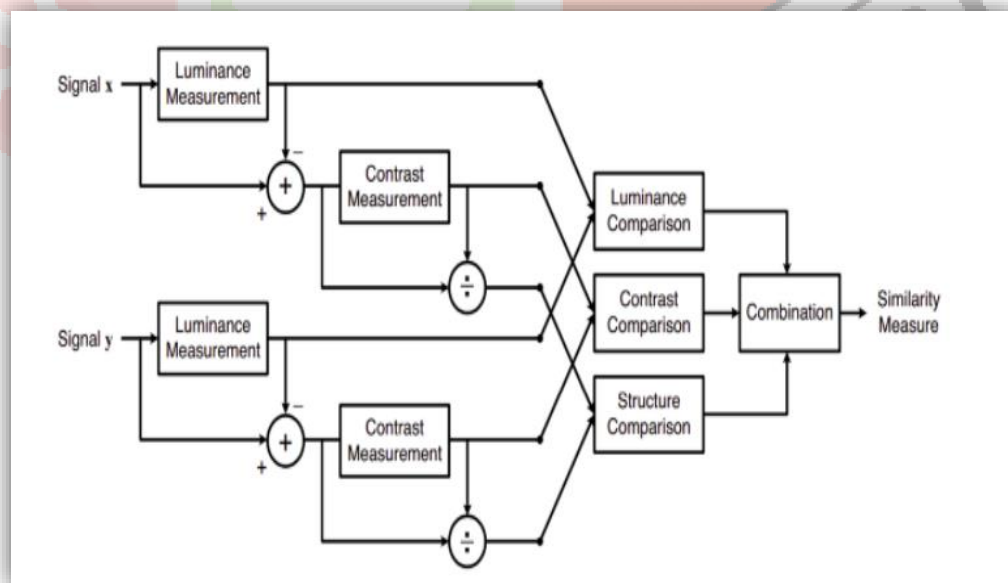 Signal x
Luminance
Measurement
−
+
+
Contrast
Measurement
÷
Luminance
Comparison
Contrast
Comparison
Structure
Comparison
Combination
Similarity
Measure
Signal y
Luminance
Measurement
−
+
+
Contrast
Measurement
÷